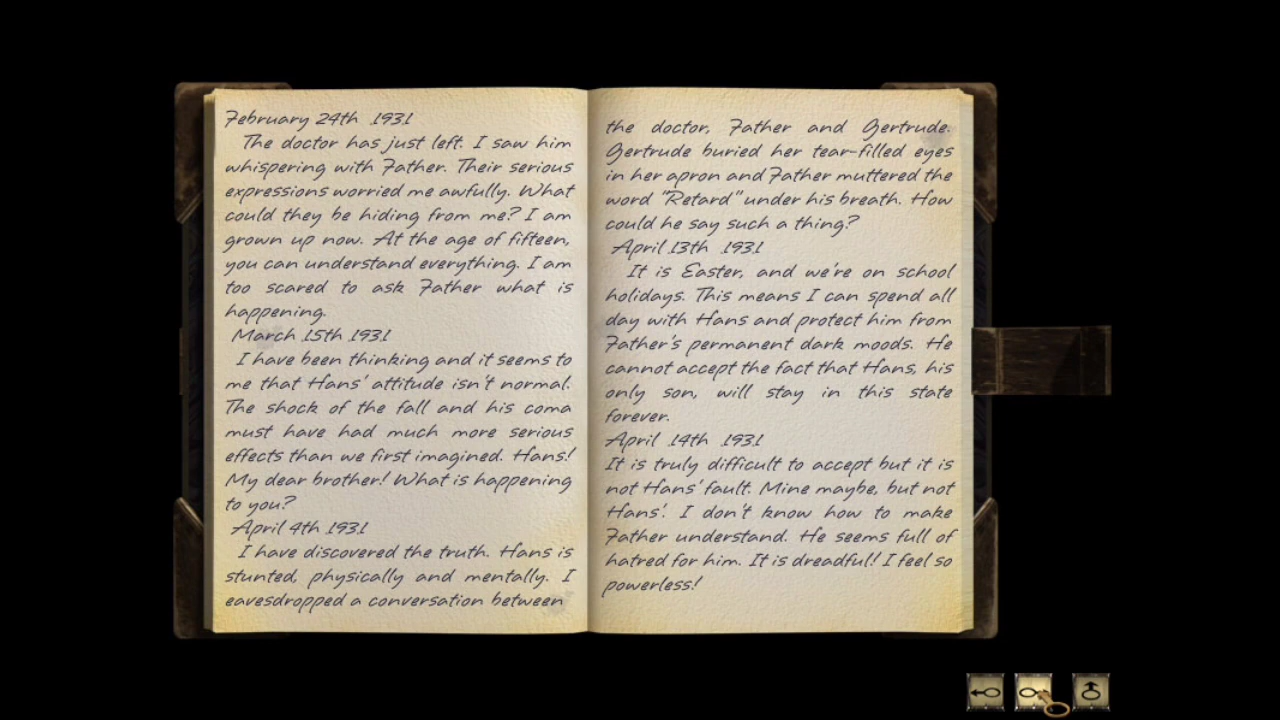 February 24th 1931
The doctor has just left. I saw him
whispering with Father. Their serious
expressions worried me awfully. What
could they be hiding from me? I am
grown up now. At the age of fifteen,
you can understand everything. I am
too scared to ask Father what is
happening.
March 15th 1931
I have been thinking and it seems to
me that Hans' attitude isn't normal.
The shock of the fall and his coma
must have had much more serious
effects than we first imagined. Hans!
My dear brother! What is happening
to you?
April 4th 1931
I have discovered the truth. Hans is
stunted, physically and mentally. I
eavesdropped a conversation between
the doctor, Father and Gertrude.
Gertrude buried her tear-filled eyes
in her apron and Father muttered the
word "Retard" under his breath. How
could he say such a thing?
April 13th 1931
It is Easter, and we're on school
holidays. This means I can spend all
day with Hans and protect him from
Father's permanent dark moods. He
cannot accept the fact that Hans, his
only son, will stay in this state
forever.
April 14th 1931
It is truly difficult to accept but it is
not Hans' fault. Mine maybe, but not
Hans'. I don't know how to make
Father understand. He seems full of
hatred for him. It is dreadful! I feel so
powerless!